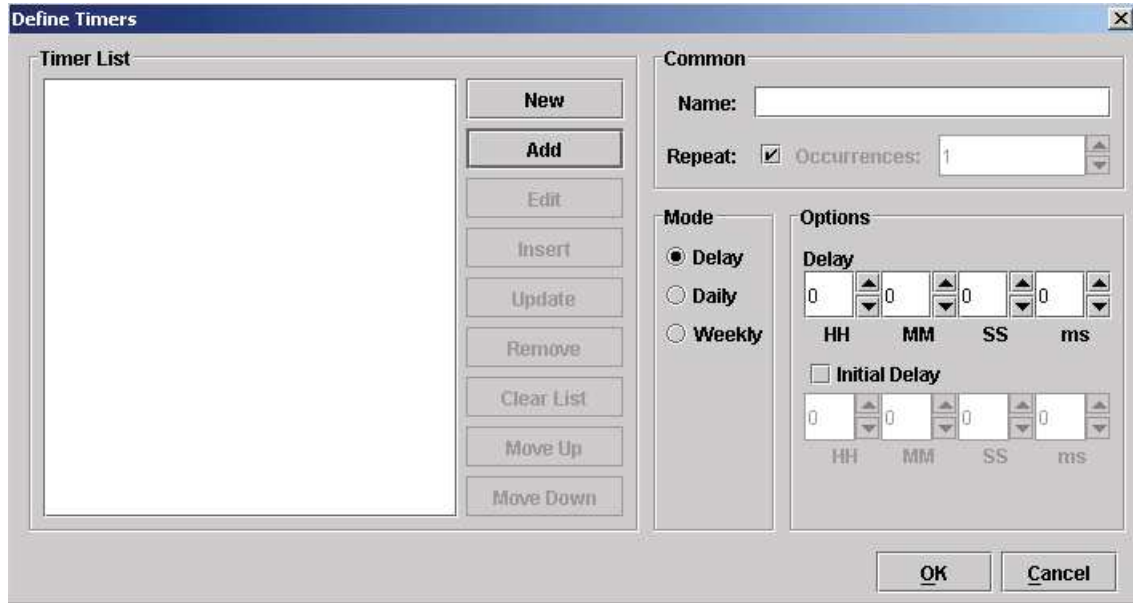 Define Timers
Timer List
New
Add
Edit
Insert
Update
Remove
Clear List
Move Up
Move Down
Common
Name:
Repeat: Occurrences: 1
Mode
Delay
Daily
Weekly
Options
Delay
0 0 0 0
HH MM SS ms
Initial Delay
0 0 0 0
HH MM SS ms
OK Cancel